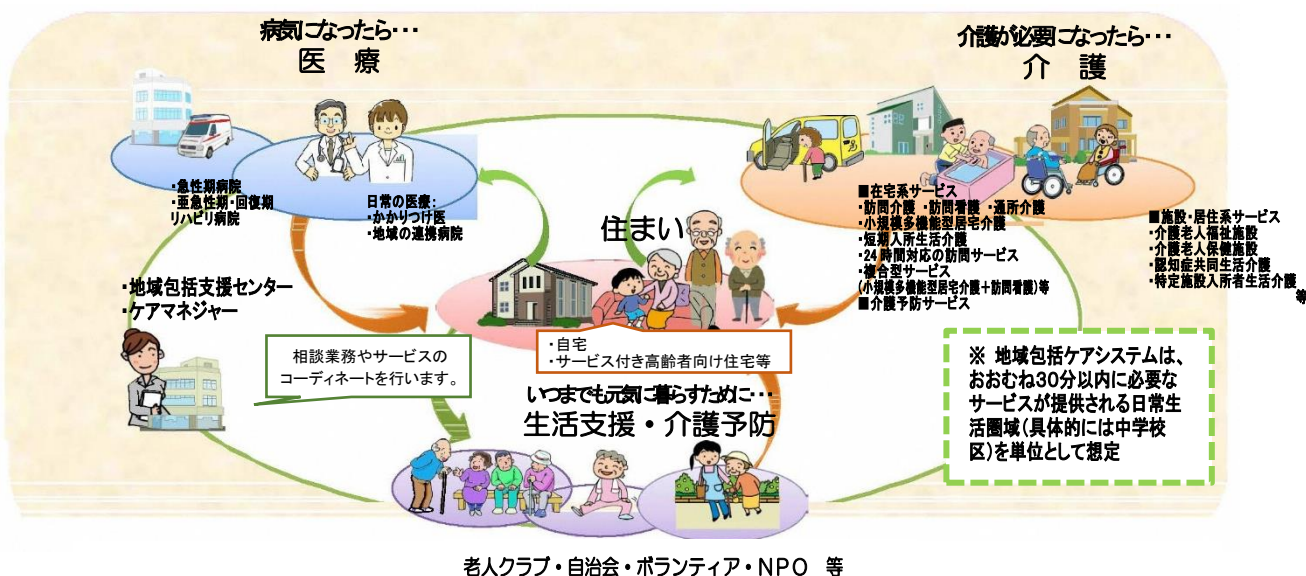 病気になったら･･･
医　療
介護が必要になったら･･･
介　護
・急性期病院
・亜急性期・回復期
リハビリ病院
日常の医療：
・かかりつけ医
・地域の連携病院
住まい
■在宅系サービス
・訪問介護 ・訪問看護 ・通所介護
・小規模多機能型居宅介護
・短期入所生活介護
・24時間対応の訪問サービス
・複合型サービス
（小規模多機能型居宅介護＋訪問看護）等
■介護予防サービス
■施設・居住系サービス
・介護老人福祉施設
・介護老人保健施設
・認知症共同生活介護
・特定施設入所者生活介護
等
・地域包括支援センター
・ケアマネジャー
相談業務やサービスの
コーディネートを行います。
・自宅
・サービス付き高齢者向け住宅等
いつまでも元気に暮らすために･･･
生活支援・介護予防
※ 地域包括ケアシステムは、
おおむね30分以内に必要な
サービスが提供される日常生
活圏域（具体的には中学校
区）を単位として想定
老人クラブ・自治会・ボランティア・NPO　等